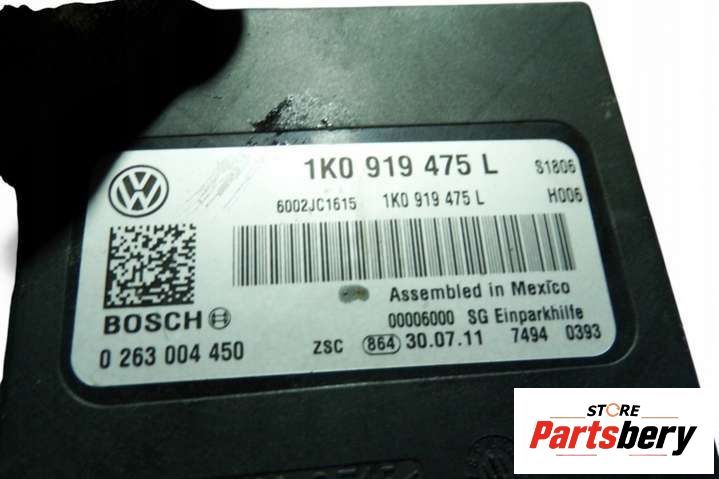 1K0 919 475 L S1806
6002JC1615 1K0 919 475 L H006
Assembled in Mexico
BOSCH 00006000 SG Einparkhilfe
0 263 004 450 ZSC 864 30.07.11 7494 0393
STORE
Partsbery